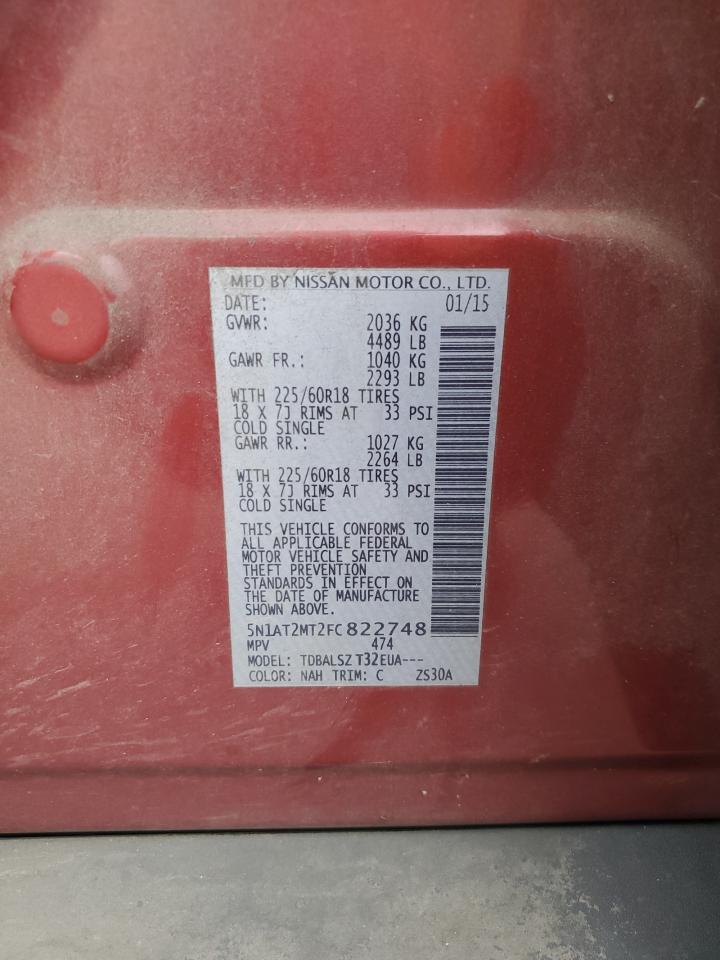 MFD BY NISSAN MOTOR CO., LTD.
DATE: 01/15
GVWR: 2036 KG
4489 LB
GAWR FR.: 1040 KG
2293 LB
WITH 225/60R18 TIRES
18 X 7J RIMS AT 33 PSI
COLD SINGLE
GAWR RR.: 1027 KG
2264 LB
WITH 225/60R18 TIRES
18 X 7J RIMS AT 33 PSI
COLD SINGLE
THIS VEHICLE CONFORMS TO
ALL APPLICABLE FEDERAL
MOTOR VEHICLE SAFETY AND
THEFT PREVENTION
STANDARDS IN EFFECT ON
THE DATE OF MANUFACTURE
SHOWN ABOVE.
5N1AT2MT2FC822748
MPV 474
MODEL: TDBALSZ T32EUA---
COLOR: NAH TRIM: C ZS30A